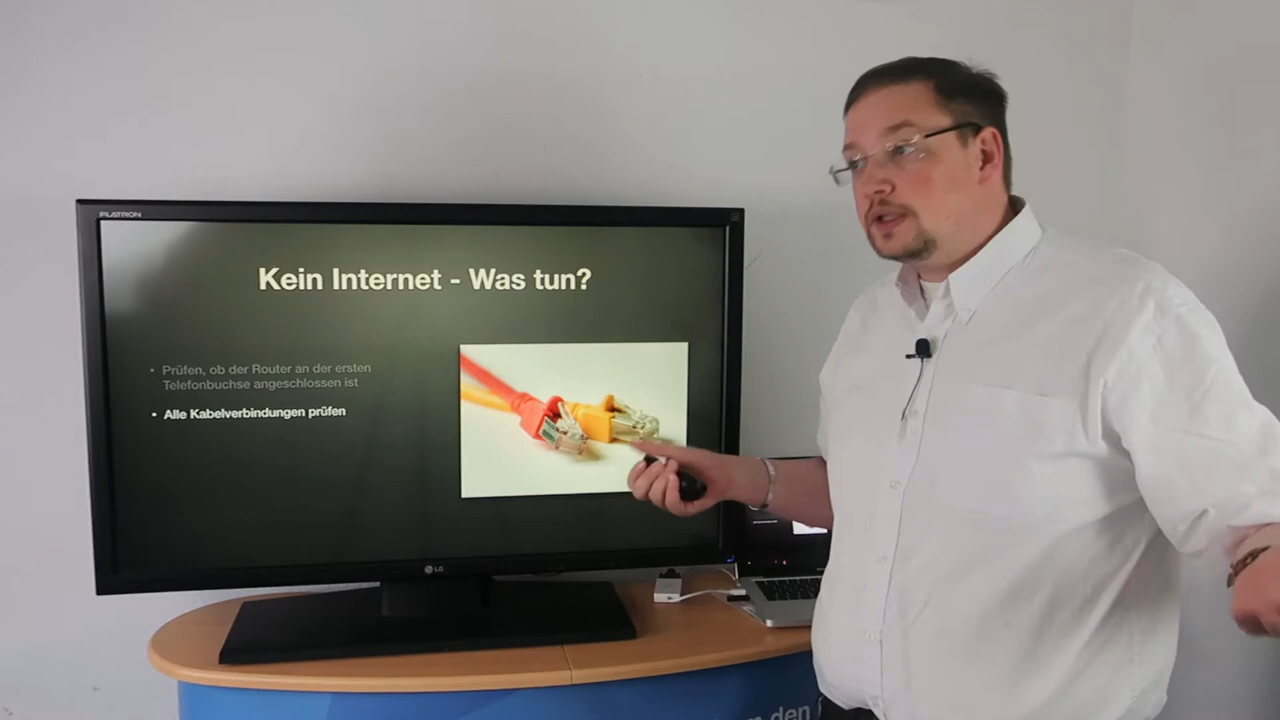 FLATRON
Kein Internet - Was tun?
• Prüfen, ob der Router an der ersten
Telefonbuchse angeschlossen ist
• Alle Kabelverbindungen prüfen
LG
den